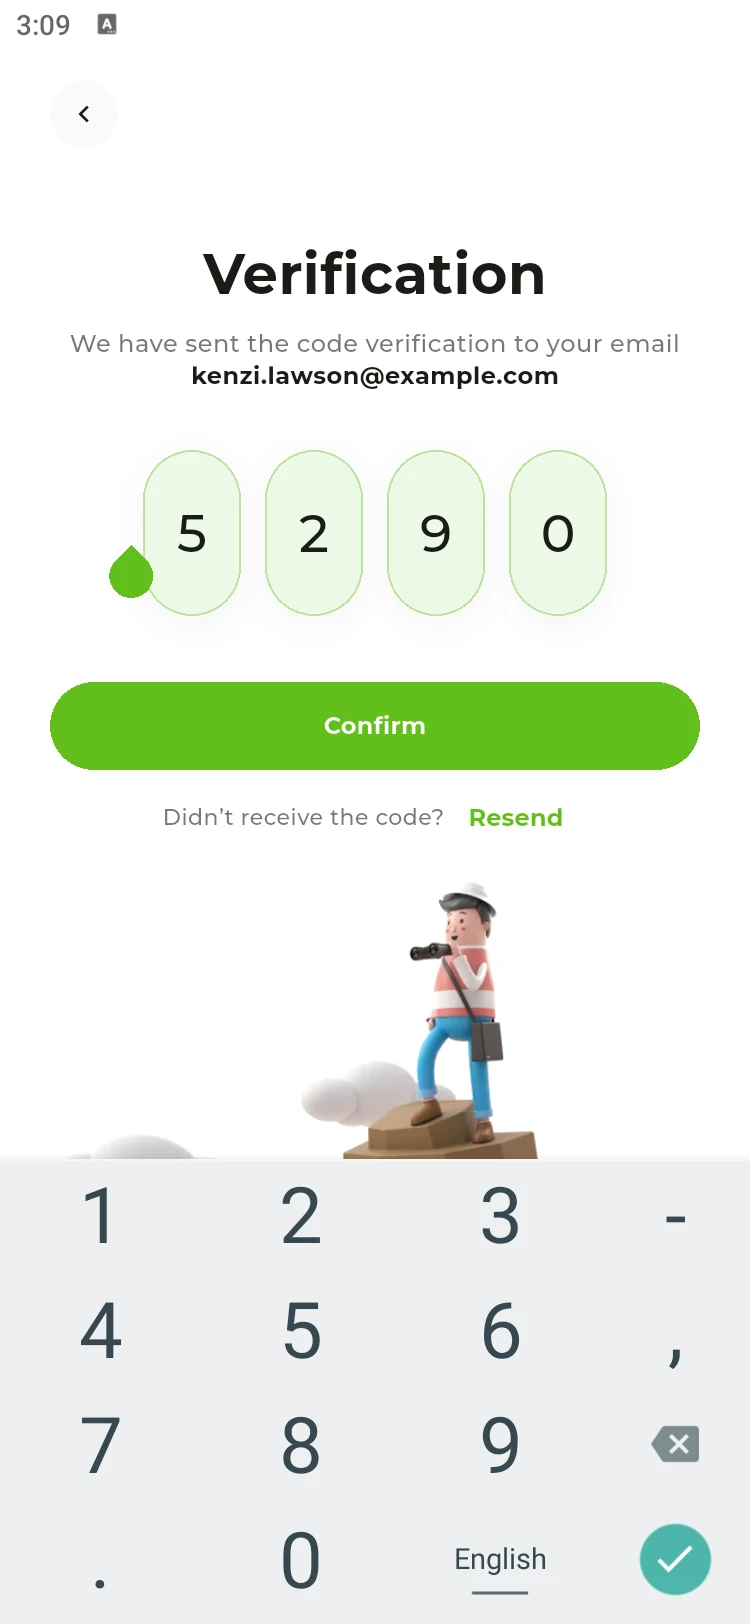 3:09 A
Verification
We have sent the code verification to your email
kenzi.lawson@example.com
5 2 9 0
Confirm
Didn’t receive the code? Resend
1 2 3 -
4 5 6 ,
7 8 9
. 0 English